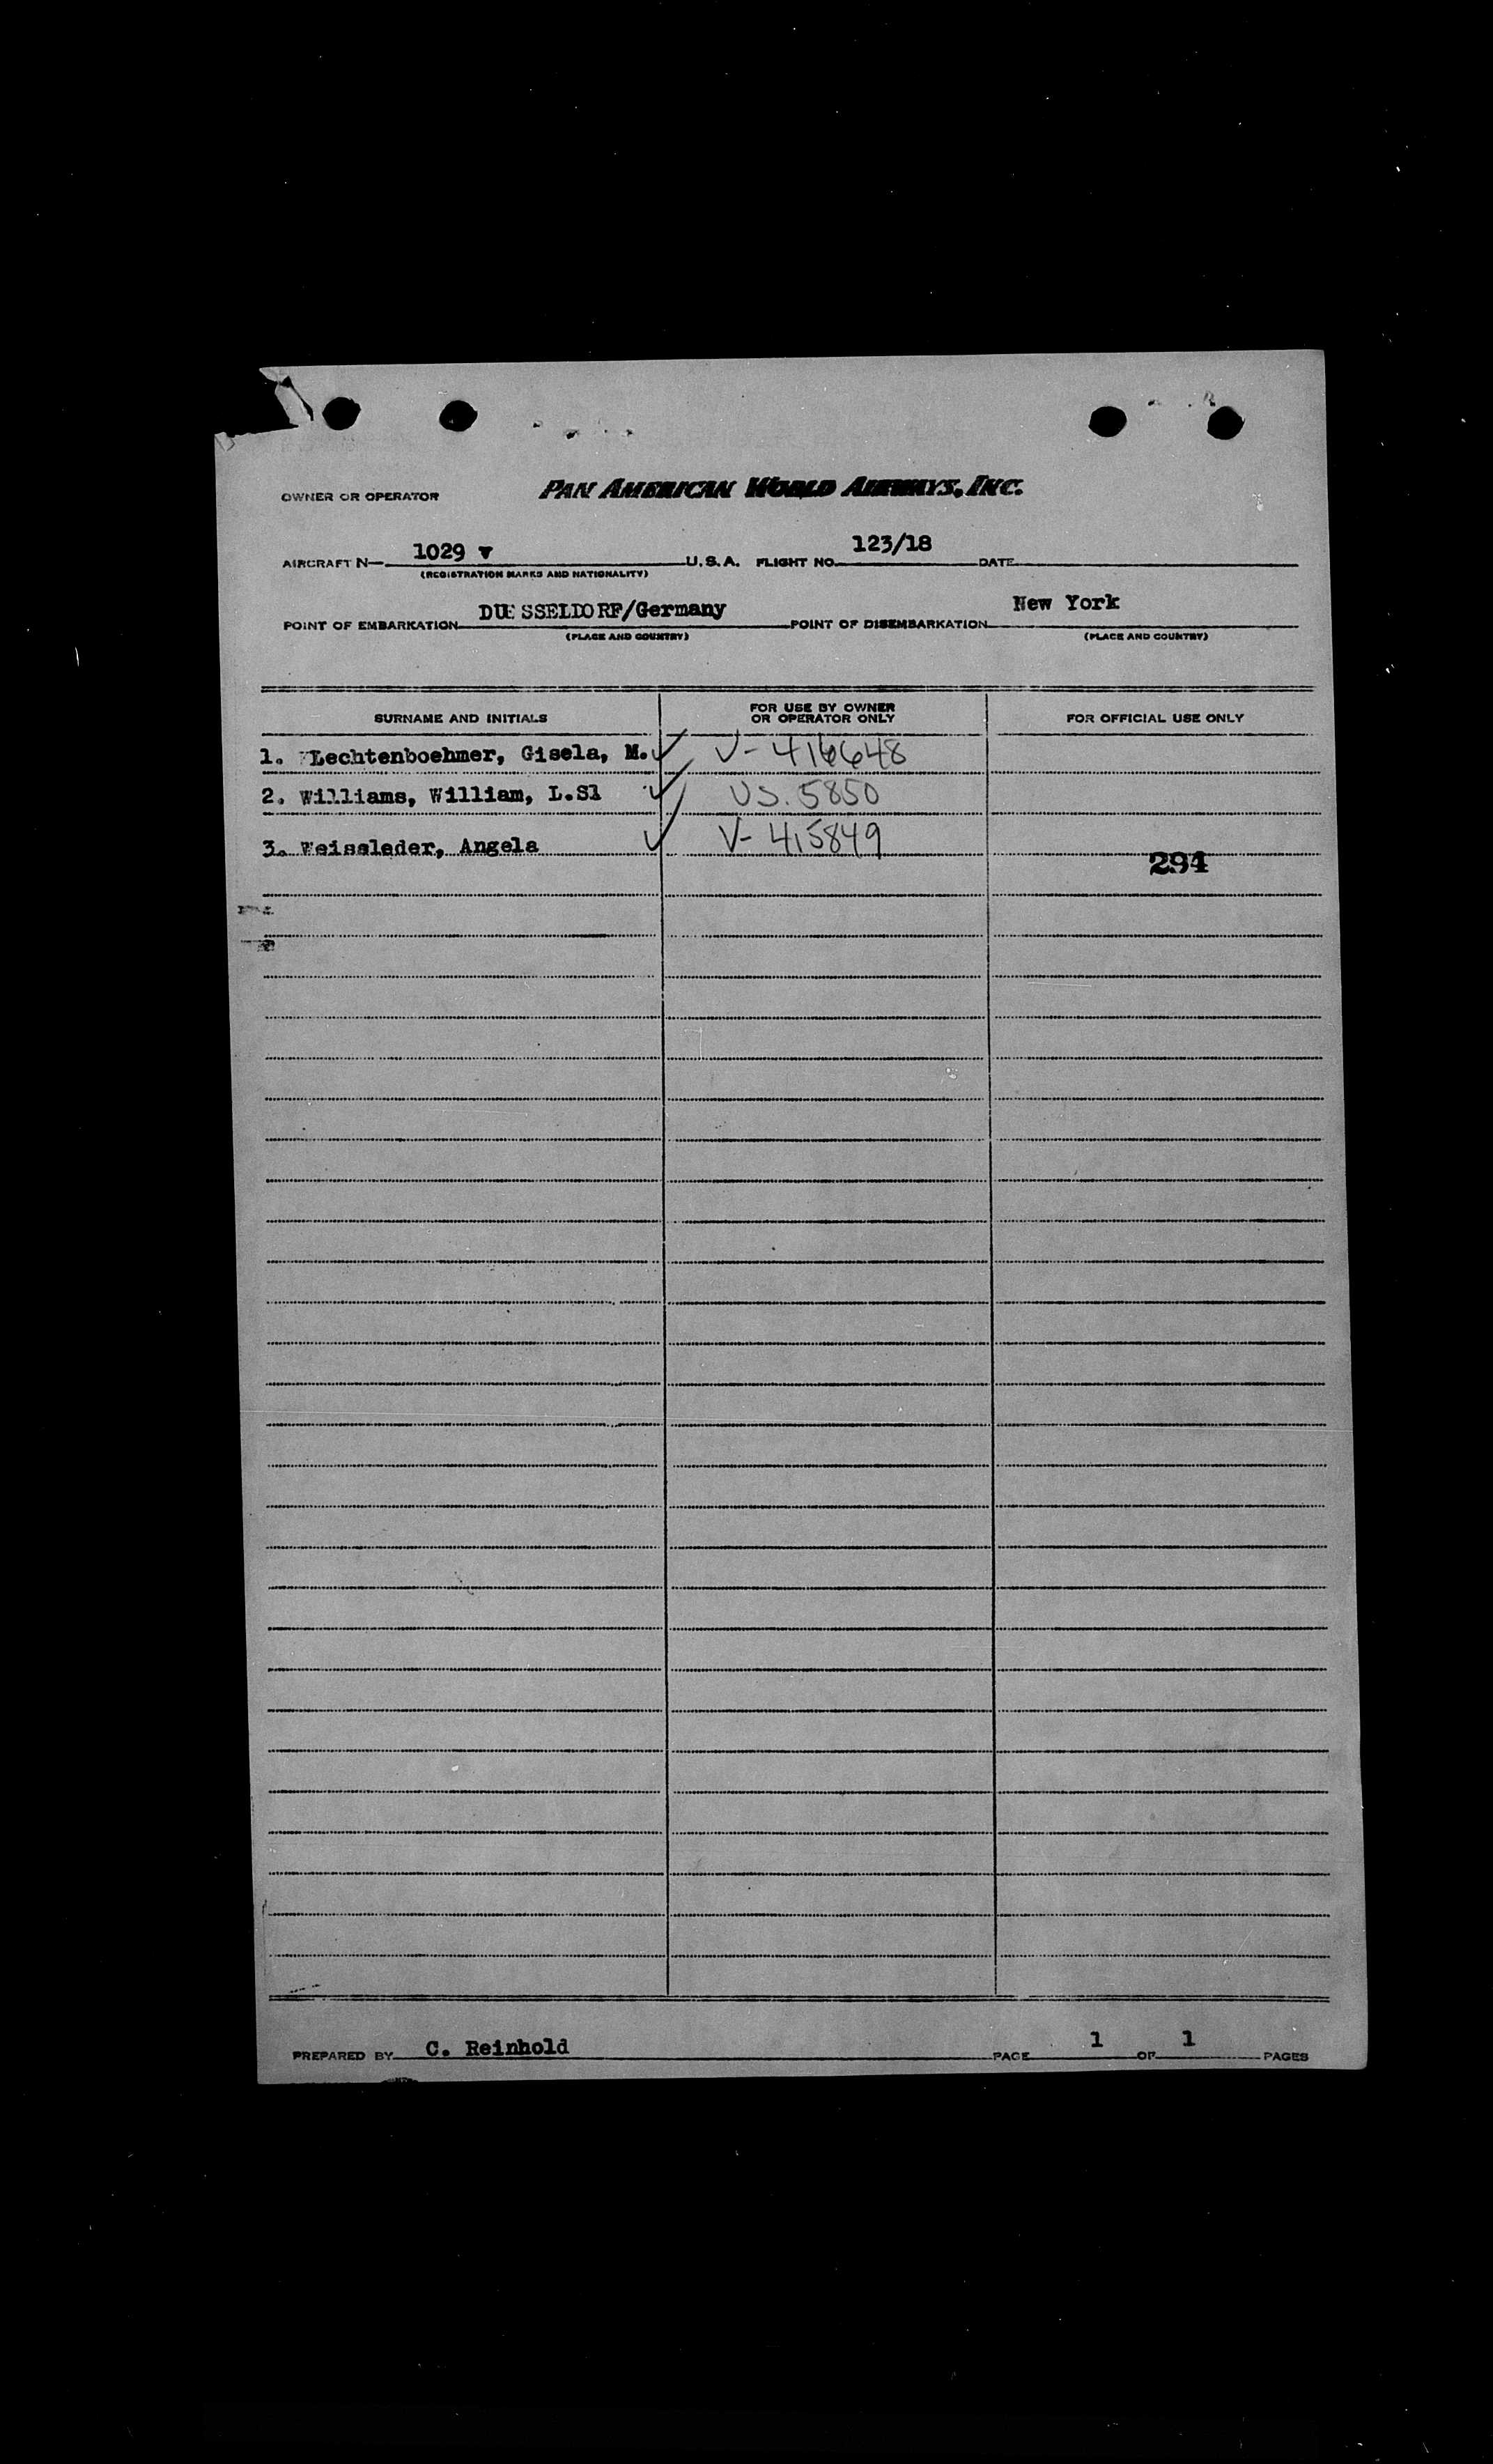 OWNER OR OPERATOR PAN AMERICAN WORLD AIRWAYS, INC.
AIRCRAFT N— 1029 v U.S.A. FLIGHT NO. 123/18 DATE
(REGISTRATION MARKS AND NATIONALITY)
POINT OF EMBARKATION DUESSELDORF/Germany POINT OF DISEMBARKATION New York
(PLACE AND COUNTRY) (PLACE AND COUNTRY)
SURNAME AND INITIALS FOR USE BY OWNER OR OPERATOR ONLY FOR OFFICIAL USE ONLY
1. Lechtenboehmer, Gisela, M. ✓ V- 416648
2. Williams, William, L.Sl ✓ US. 5850
3. Weissleder, Angela ✓ V- 415849
294
PREPARED BY C. Reinhold PAGE 1 OF 1 PAGES